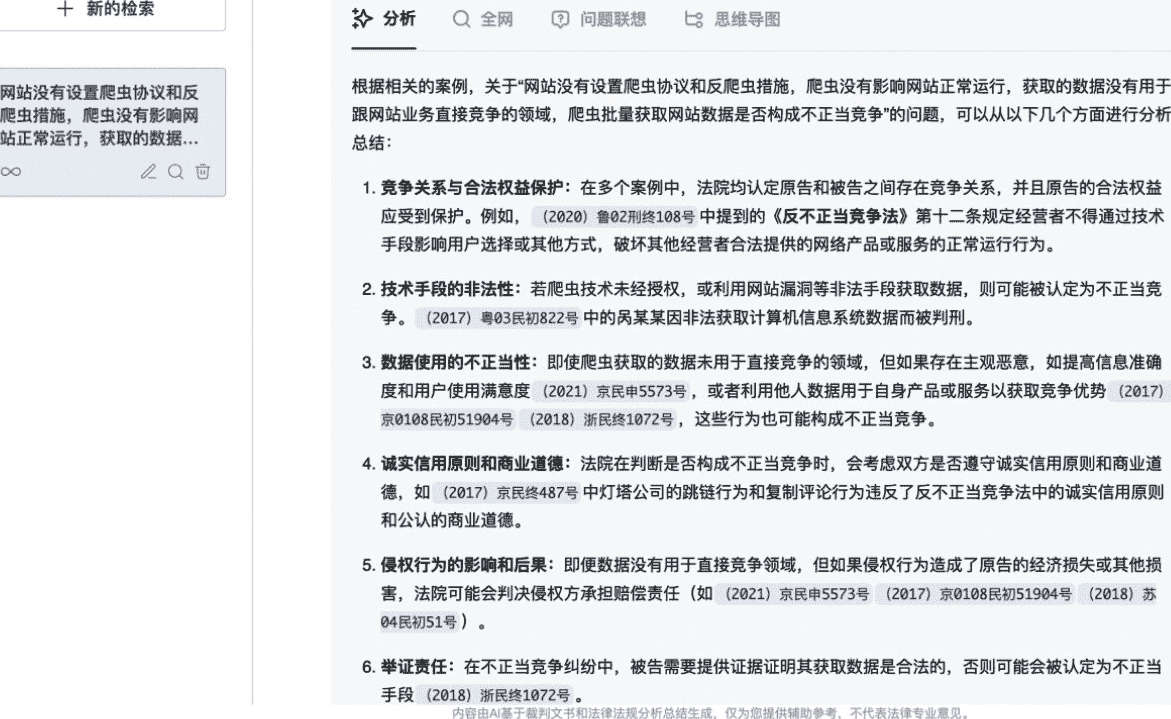 + 新的检索
网站没有设置爬虫协议和反
爬虫措施，爬虫没有影响网
站正常运行，获取的数据...
分析 全网 问题联想 思维导图
根据相关的案例，关于“网站没有设置爬虫协议和反爬虫措施，爬虫没有影响网站正常运行，获取的数据没有用于
跟网站业务直接竞争的领域，爬虫批量获取网站数据是否构成不正当竞争”的问题，可以从以下几个方面进行分析
总结：
1. 竞争关系与合法权益保护：在多个案例中，法院均认定原告和被告之间存在竞争关系，并且原告的合法权益
应受到保护。例如，（2020）鲁02刑终108号中提到的《反不正当竞争法》第十二条规定经营者不得通过技术
手段影响用户选择或其他方式，破坏其他经营者合法提供的网络产品或服务的正常运行行为。
2. 技术手段的非法性：若爬虫技术未经授权，或利用网站漏洞等非法手段获取数据，则可能被认定为不正当竞
争。（2017）粤03民初822号中的呙某某因非法获取计算机信息系统数据而被判刑。
3. 数据使用的不正当性：即使爬虫获取的数据未用于直接竞争的领域，但如果存在主观恶意，如提高信息准确
度和用户使用满意度（2021）京民申5573号，或者利用他人数据用于自身产品或服务以获取竞争优势（2017）
京0108民初51904号（2018）浙民终1072号，这些行为也可能构成不正当竞争。
4. 诚实信用原则和商业道德：法院在判断是否构成不正当竞争时，会考虑双方是否遵守诚实信用原则和商业道
德，如（2017）京民终487号中灯塔公司的跳链行为和复制评论行为违反了反不正当竞争法中的诚实信用原则
和公认的商业道德。
5. 侵权行为的影响和后果：即便数据没有用于直接竞争领域，但如果侵权行为造成了原告的经济损失或其他损
害，法院可能会判决侵权方承担赔偿责任（如（2021）京民申5573号（2017）京0108民初51904号（2018）苏
04民初51号）。
6. 举证责任：在不正当竞争纠纷中，被告需要提供证据证明其获取数据是合法的，否则可能会被认定为不正当
手段（2018）浙民终1072号。
内容由AI基于裁判文书和法律法规分析总结生成，仅为您提供辅助参考，不代表法律专业意见。